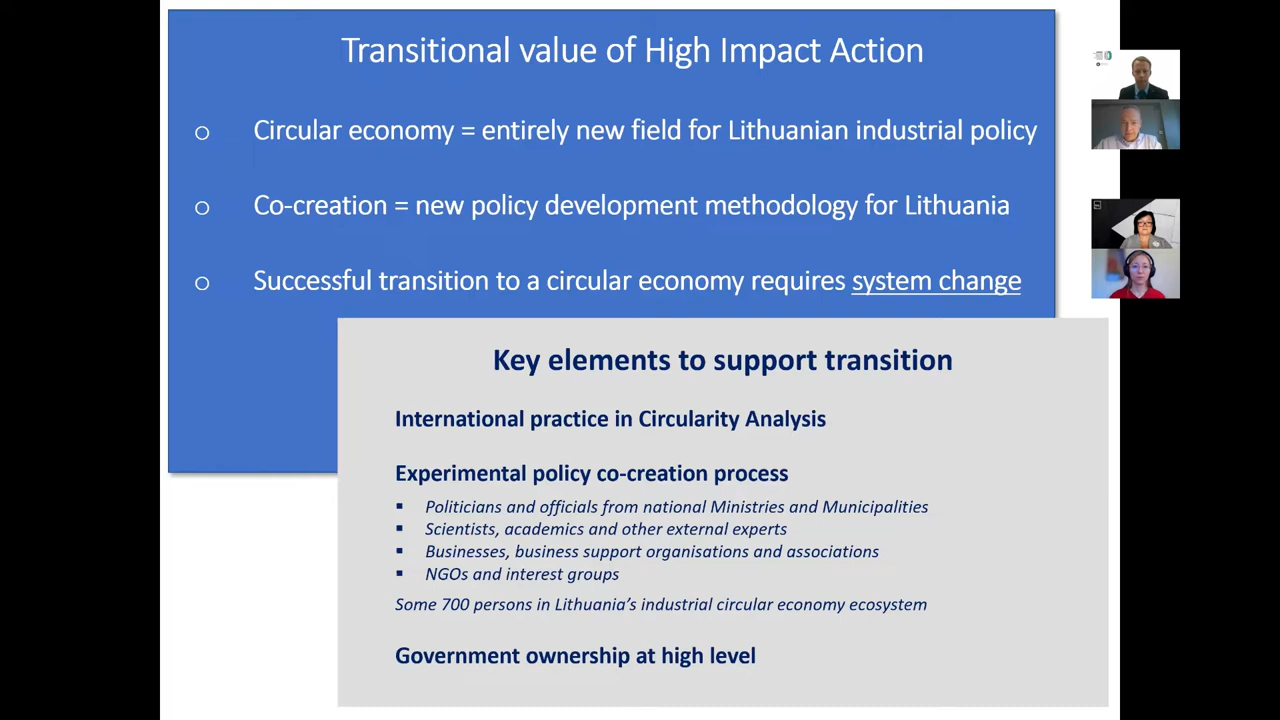 Transitional value of High Impact Action
o Circular economy = entirely new field for Lithuanian industrial policy
o Co-creation = new policy development methodology for Lithuania
o Successful transition to a circular economy requires system change
Key elements to support transition
International practice in Circularity Analysis
Experimental policy co-creation process
▪ Politicians and officials from national Ministries and Municipalities
▪ Scientists, academics and other external experts
▪ Businesses, business support organisations and associations
▪ NGOs and interest groups
Some 700 persons in Lithuania's industrial circular economy ecosystem
Government ownership at high level